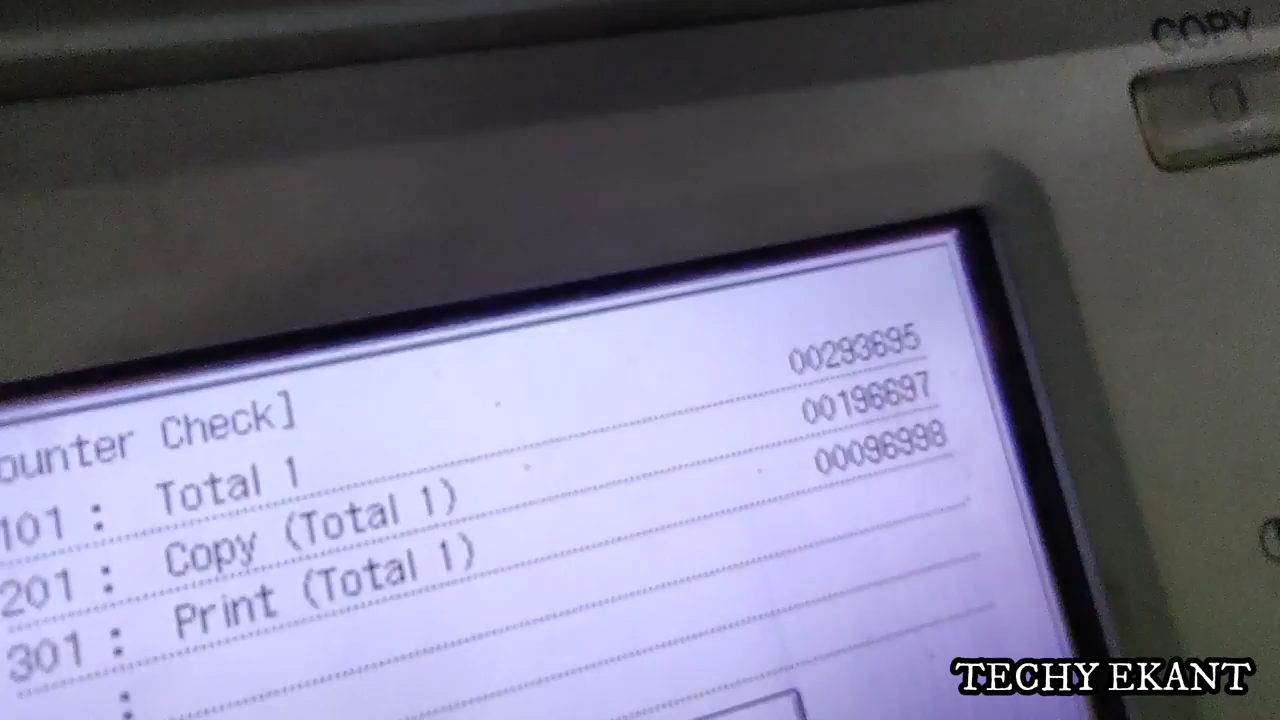 COPY
ounter Check]
101 : Total 1 00293695
201 : Copy (Total 1) 00196697
301 : Print (Total 1) 00096998
:
TECHY EKANT